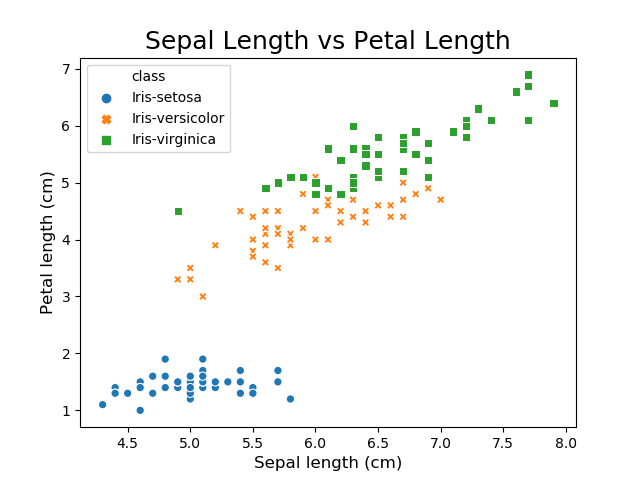 Sepal Length vs Petal Length
class
Iris-setosa
Iris-versicolor
Iris-virginica
7
6
5
4
3
2
1
Petal length (cm)
4.5 5.0 5.5 6.0 6.5 7.0 7.5 8.0
Sepal length (cm)